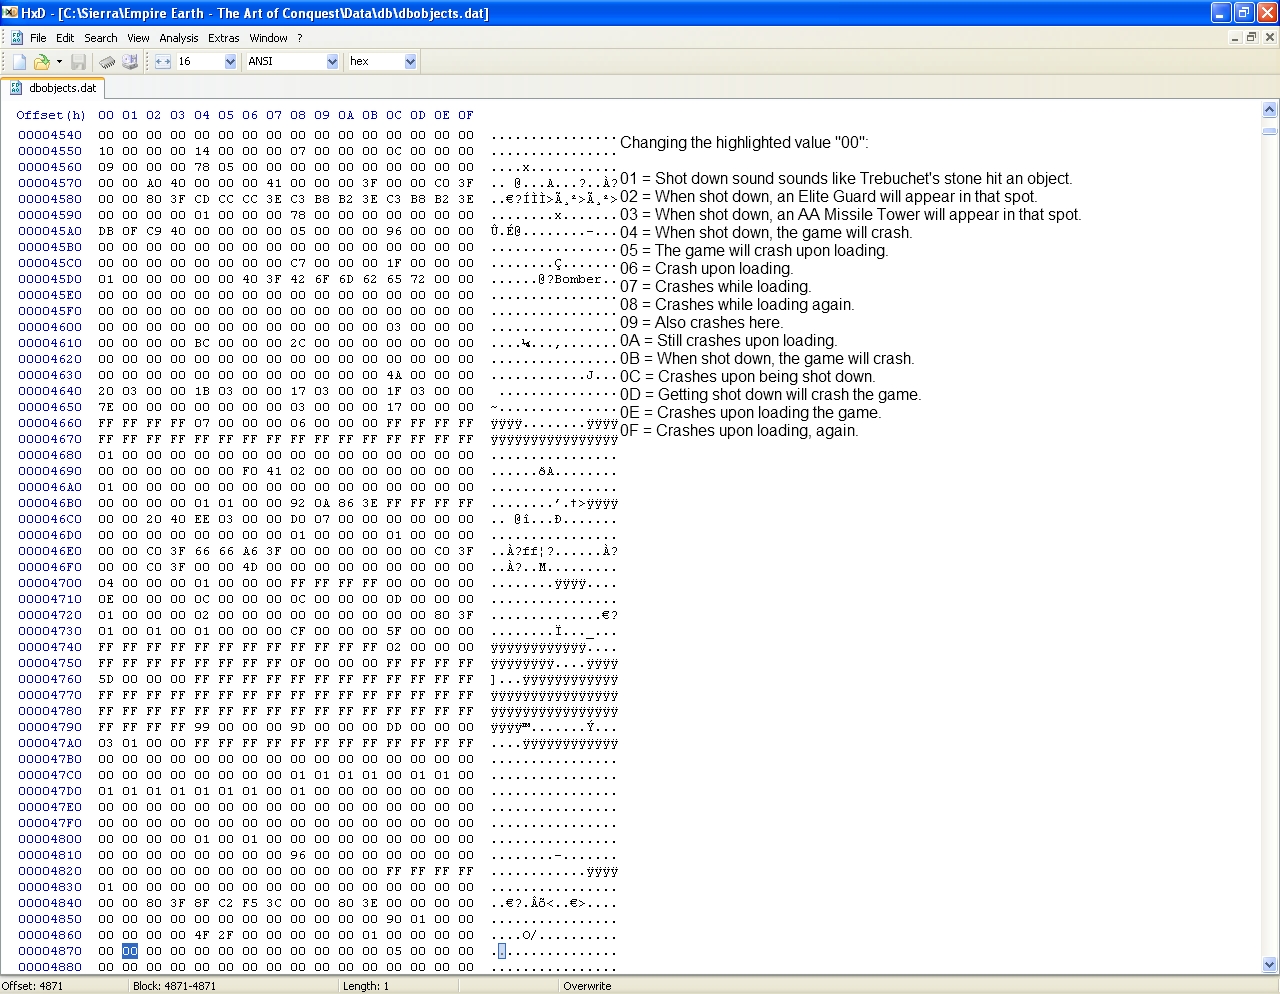 HxD - [C:\Sierra\Empire Earth - The Art of Conquest\Data\db\dbobjects.dat]
File Edit Search View Analysis Extras Window ?
16 ANSI hex
dbobjects.dat
Offset(h) 00 01 02 03 04 05 06 07 08 09 0A 0B 0C 0D 0E 0F
00004540 00 00 00 00 00 00 00 00 00 00 00 00 00 00 00 00 ................
00004550 10 00 00 00 14 00 00 00 07 00 00 00 0C 00 00 00 ................
00004560 09 00 00 00 78 05 00 00 00 00 00 00 00 00 00 00 ....x...........
00004570 00 00 A0 40 00 00 00 41 00 00 00 3F 00 00 C0 3F .. @...A...?..À?
00004580 00 00 80 3F CD CC CC 3E C3 B8 B2 3E C3 B8 B2 3E ..€?ÍÌÌ>Ã¸²>Ã¸²>
00004590 00 00 00 00 01 00 00 00 78 00 00 00 00 00 00 00 ........x.......
000045A0 DB 0F C9 40 00 00 00 00 05 00 00 00 96 00 00 00 Û.É@........–...
000045B0 00 00 00 00 00 00 00 00 00 00 00 00 00 00 00 00 ................
000045C0 00 00 00 00 00 00 00 00 C7 00 00 00 1F 00 00 00 ........Ç.......
000045D0 01 00 00 00 00 00 40 3F 42 6F 6D 62 65 72 00 00 ......@?Bomber..
000045E0 00 00 00 00 00 00 00 00 00 00 00 00 00 00 00 00 ................
000045F0 00 00 00 00 00 00 00 00 00 00 00 00 00 00 00 00 ................
00004600 00 00 00 00 00 00 00 00 00 00 00 00 03 00 00 00 ................
00004610 00 00 00 00 BC 00 00 00 2C 00 00 00 00 00 00 00 ....¼...,.......
00004620 00 00 00 00 00 00 00 00 00 00 00 00 00 00 00 00 ................
00004630 00 00 00 00 00 00 00 00 00 00 00 00 4A 00 00 00 ............J...
00004640 20 03 00 00 1B 03 00 00 17 03 00 00 1F 03 00 00 ...............
00004650 7E 00 00 00 00 00 00 00 03 00 00 00 17 00 00 00 ~...............
00004660 FF FF FF FF 07 00 00 00 06 00 00 00 FF FF FF FF ÿÿÿÿ........ÿÿÿÿ
00004670 FF FF FF FF FF FF FF FF FF FF FF FF FF FF FF FF ÿÿÿÿÿÿÿÿÿÿÿÿÿÿÿÿ
00004680 01 00 00 00 00 00 00 00 00 00 00 00 00 00 00 00 ................
00004690 00 00 00 00 00 00 F0 41 02 00 00 00 00 00 00 00 ......ðA........
000046A0 01 00 00 00 00 00 00 00 00 00 00 00 00 00 00 00 ................
000046B0 00 00 00 00 01 01 00 00 92 0A 86 3E FF FF FF FF ........’.†>ÿÿÿÿ
000046C0 00 00 20 40 EE 03 00 00 D0 07 00 00 00 00 00 00 .. @î...Ð.......
000046D0 00 00 00 00 00 00 00 00 01 00 00 00 01 00 00 00 ................
000046E0 00 00 C0 3F 66 66 A6 3F 00 00 00 00 00 00 C0 3F ..À?ff¦?......À?
000046F0 00 00 C0 3F 00 00 4D 00 00 00 00 00 00 00 00 00 ..À?..M.........
00004700 04 00 00 00 01 00 00 00 FF FF FF FF 00 00 00 00 ........ÿÿÿÿ....
00004710 0E 00 00 00 0C 00 00 00 0C 00 00 00 0D 00 00 00 ................
00004720 01 00 00 00 02 00 00 00 00 00 00 00 00 00 80 3F ..............€?
00004730 01 00 01 00 01 00 00 00 CF 00 00 00 5F 00 00 00 ........Ï..._...
00004740 FF FF FF FF FF FF FF FF FF FF FF FF 02 00 00 00 ÿÿÿÿÿÿÿÿÿÿÿÿ....
00004750 FF FF FF FF FF FF FF FF 0F 00 00 00 FF FF FF FF ÿÿÿÿÿÿÿÿ....ÿÿÿÿ
00004760 5D 00 00 00 FF FF FF FF FF FF FF FF FF FF FF FF ]...ÿÿÿÿÿÿÿÿÿÿÿÿ
00004770 FF FF FF FF FF FF FF FF FF FF FF FF FF FF FF FF ÿÿÿÿÿÿÿÿÿÿÿÿÿÿÿÿ
00004780 FF FF FF FF FF FF FF FF FF FF FF FF FF FF FF FF ÿÿÿÿÿÿÿÿÿÿÿÿÿÿÿÿ
00004790 FF FF FF FF 99 00 00 00 9D 00 00 00 DD 00 00 00 ÿÿÿÿ™.......Ý...
000047A0 03 01 00 00 FF FF FF FF FF FF FF FF FF FF FF FF ....ÿÿÿÿÿÿÿÿÿÿÿÿ
000047B0 00 00 00 00 00 00 00 00 00 00 00 00 00 00 00 00 ................
000047C0 00 00 00 00 00 00 00 00 01 01 01 01 00 01 01 00 ................
000047D0 01 01 01 01 01 01 01 00 01 00 00 00 00 00 00 00 ................
000047E0 00 00 00 00 00 00 00 00 00 00 00 00 00 00 00 00 ................
000047F0 00 00 00 00 00 00 00 00 00 00 00 00 00 00 00 00 ................
00004800 00 00 00 00 01 00 01 00 00 00 00 00 00 00 00 00 ................
00004810 00 00 00 00 00 00 00 00 96 00 00 00 00 00 00 00 ........–.......
00004820 00 00 00 00 00 00 00 00 00 00 00 00 FF FF FF FF ............ÿÿÿÿ
00004830 01 00 00 00 00 00 00 00 00 00 00 00 00 00 00 00 ................
00004840 00 00 80 3F 8F C2 F5 3C 00 00 80 3E 00 00 00 00 ..€?.Âõ<..€>....
00004850 00 00 00 00 00 00 00 00 00 00 00 00 90 01 00 00 ................
00004860 00 00 00 00 4F 2F 00 00 00 00 00 01 00 00 00 00 ....O/..........
00004870 00 00 00 00 00 00 00 00 00 00 00 00 05 00 00 00 ................
00004880 00 00 00 00 00 00 00 00 00 00 00 00 00 00 00 00 ................
Changing the highlighted value "00":
01 = Shot down sound sounds like Trebuchet's stone hit an object.
02 = When shot down, an Elite Guard will appear in that spot.
03 = When shot down, an AA Missile Tower will appear in that spot.
04 = When shot down, the game will crash.
05 = The game will crash upon loading.
06 = Crash upon loading.
07 = Crashes while loading.
08 = Crashes while loading again.
09 = Also crashes here.
0A = Still crashes upon loading.
0B = When shot down, the game will crash.
0C = Crashes upon being shot down.
0D = Getting shot down will crash the game.
0E = Crashes upon loading the game.
0F = Crashes upon loading, again.
Offset: 4871 Block: 4871-4871 Length: 1 Overwrite